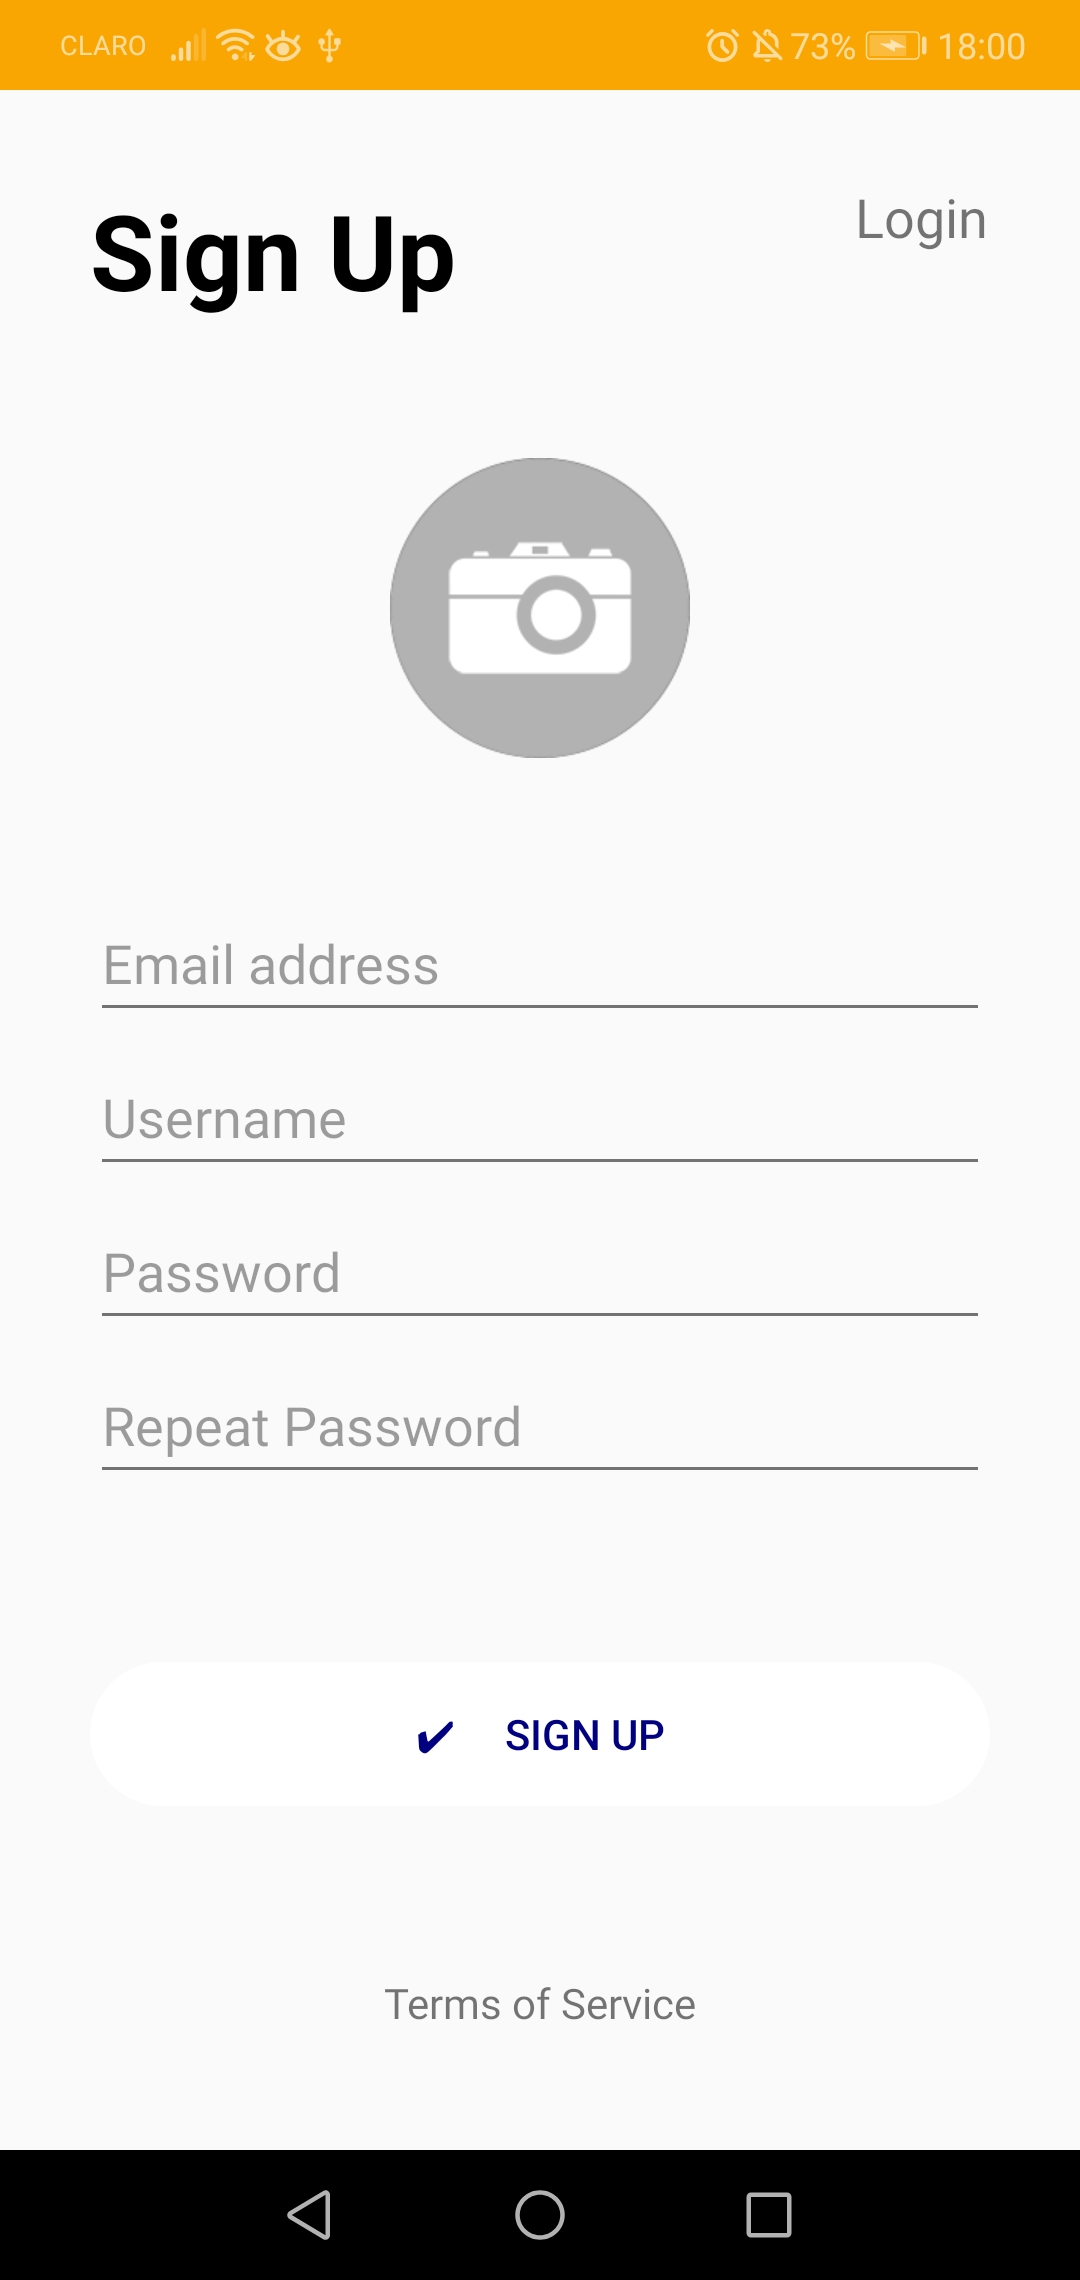 CLARO 73% 18:00
Sign Up
Login
Email address
Username
Password
Repeat Password
✔ SIGN UP
Terms of Service